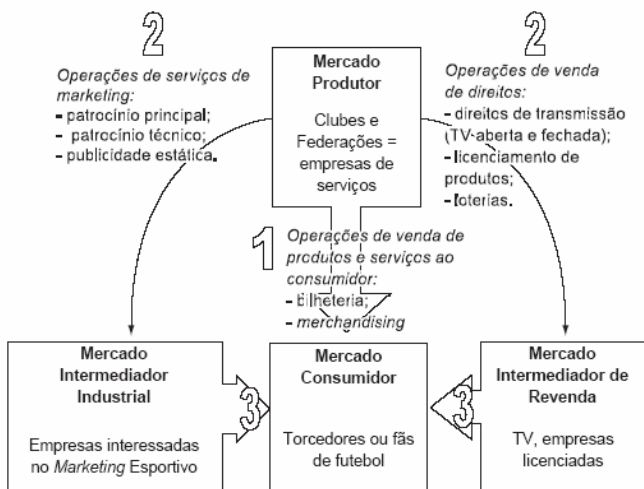 2
Operações de serviços de
marketing:
- patrocínio principal;
- patrocínio técnico;
- publicidade estática.
Mercado
Produtor
Clubes e
Federações =
empresas de
serviços
2
Operações de venda
de direitos:
- direitos de transmissão
(TV-aberta e fechada);
- licenciamento de
produtos;
- loterias.
1
Operações de venda de
produtos e serviços ao
consumidor:
- bilheteria;
- merchandising
Mercado
Intermediador
Industrial
Empresas interessadas
no Marketing Esportivo
3
Mercado
Consumidor
Torcedores ou fãs
de futebol
3
Mercado
Intermediador de
Revenda
TV, empresas
licenciadas